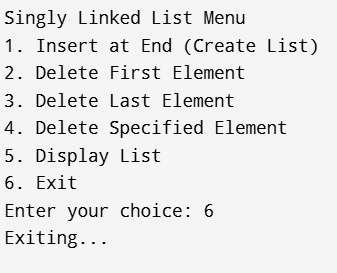 Singly Linked List Menu
1. Insert at End (Create List)
2. Delete First Element
3. Delete Last Element
4. Delete Specified Element
5. Display List
6. Exit
Enter your choice: 6
Exiting...